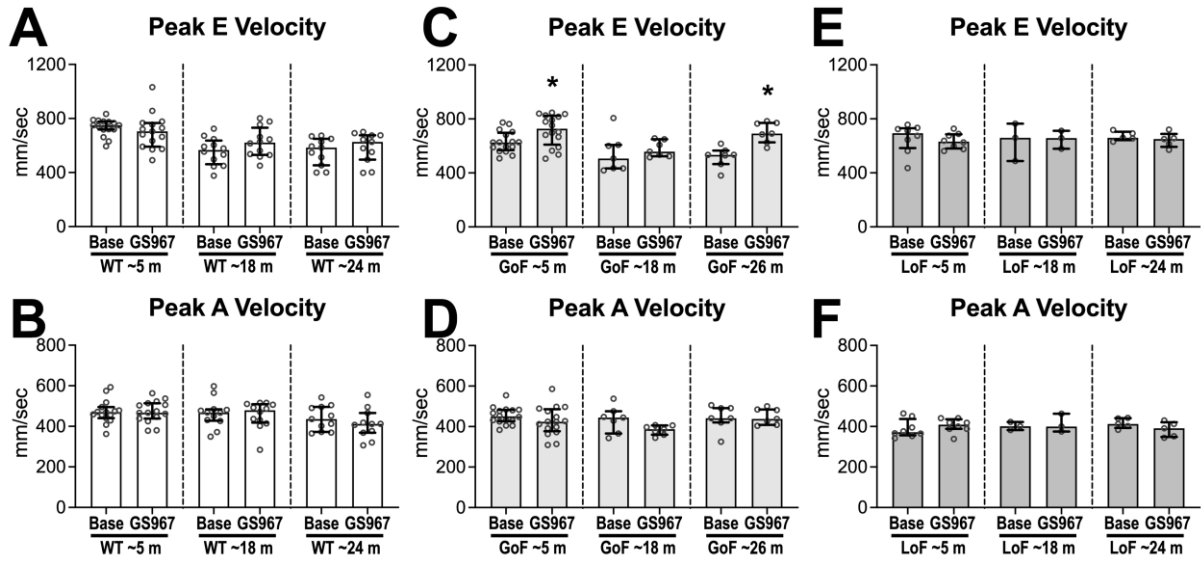 A
Peak E Velocity
mm/sec
1200
800
400
0
Base GS967 Base GS967 Base GS967
WT ~5 m WT ~18 m WT ~24 m
C
Peak E Velocity
mm/sec
1200
800
400
0
*
*
Base GS967 Base GS967 Base GS967
GoF ~5 m GoF ~18 m GoF ~26 m
E
Peak E Velocity
mm/sec
1200
800
400
0
Base GS967 Base GS967 Base GS967
LoF ~5 m LoF ~18 m LoF ~24 m
B
Peak A Velocity
mm/sec
800
600
400
200
0
Base GS967 Base GS967 Base GS967
WT ~5 m WT ~18 m WT ~24 m
D
Peak A Velocity
mm/sec
800
600
400
200
0
Base GS967 Base GS967 Base GS967
GoF ~5 m GoF ~18 m GoF ~26 m
F
Peak A Velocity
mm/sec
800
600
400
200
0
Base GS967 Base GS967 Base GS967
LoF ~5 m LoF ~18 m LoF ~24 m